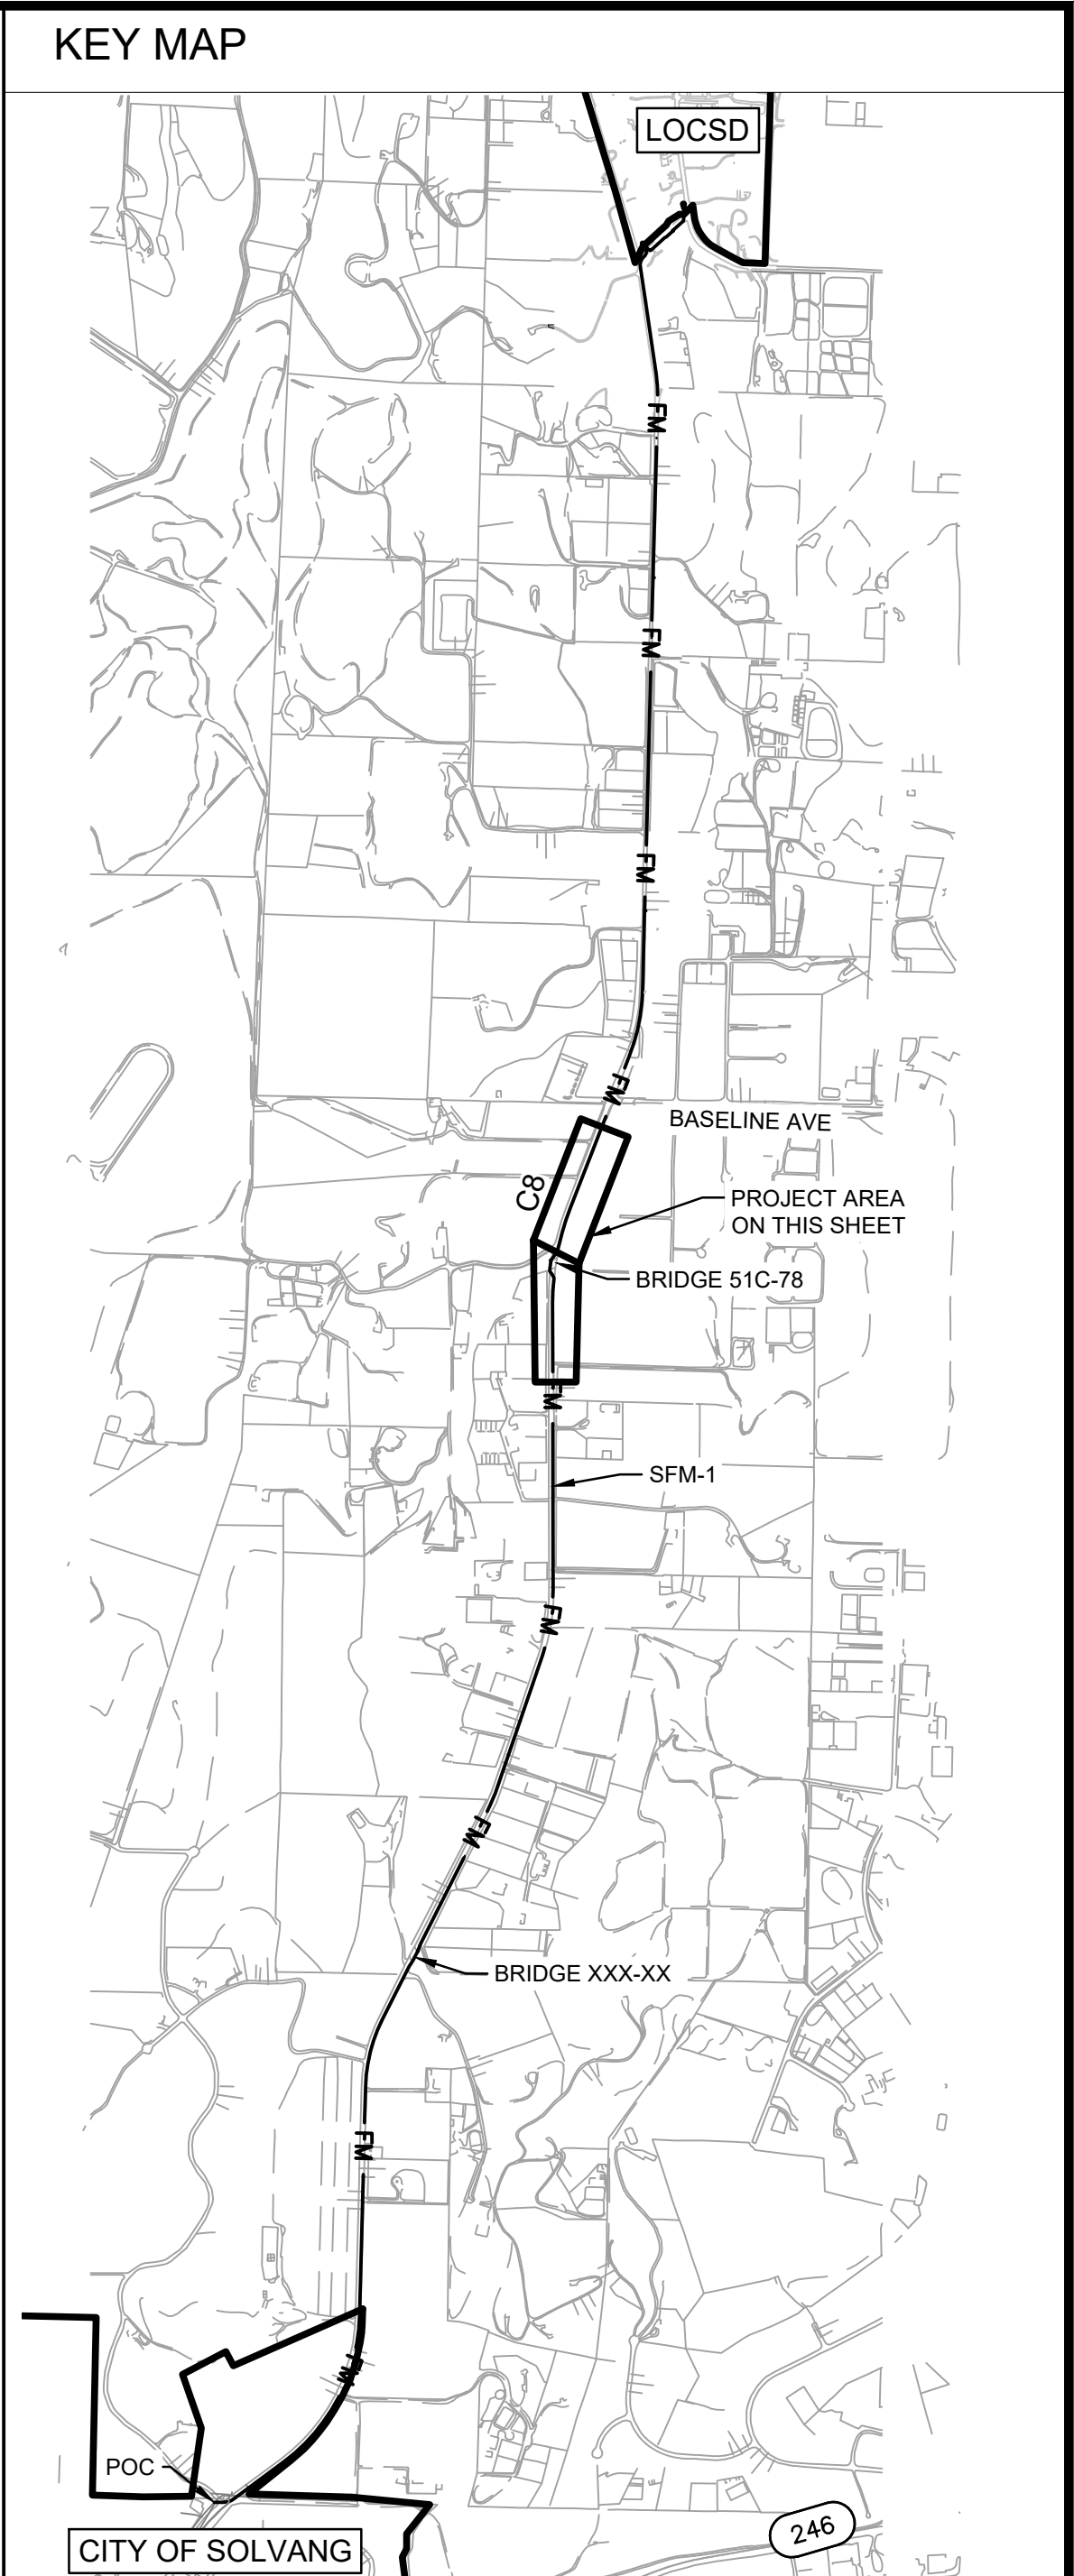 KEY MAP
LOCSD
FM
FM
FM
FM
BASELINE AVE
C8
PROJECT AREA
ON THIS SHEET
BRIDGE 51C-78
FM
SFM-1
FM
FM
BRIDGE XXX-XX
FM
FM
POC
246
CITY OF SOLVANG